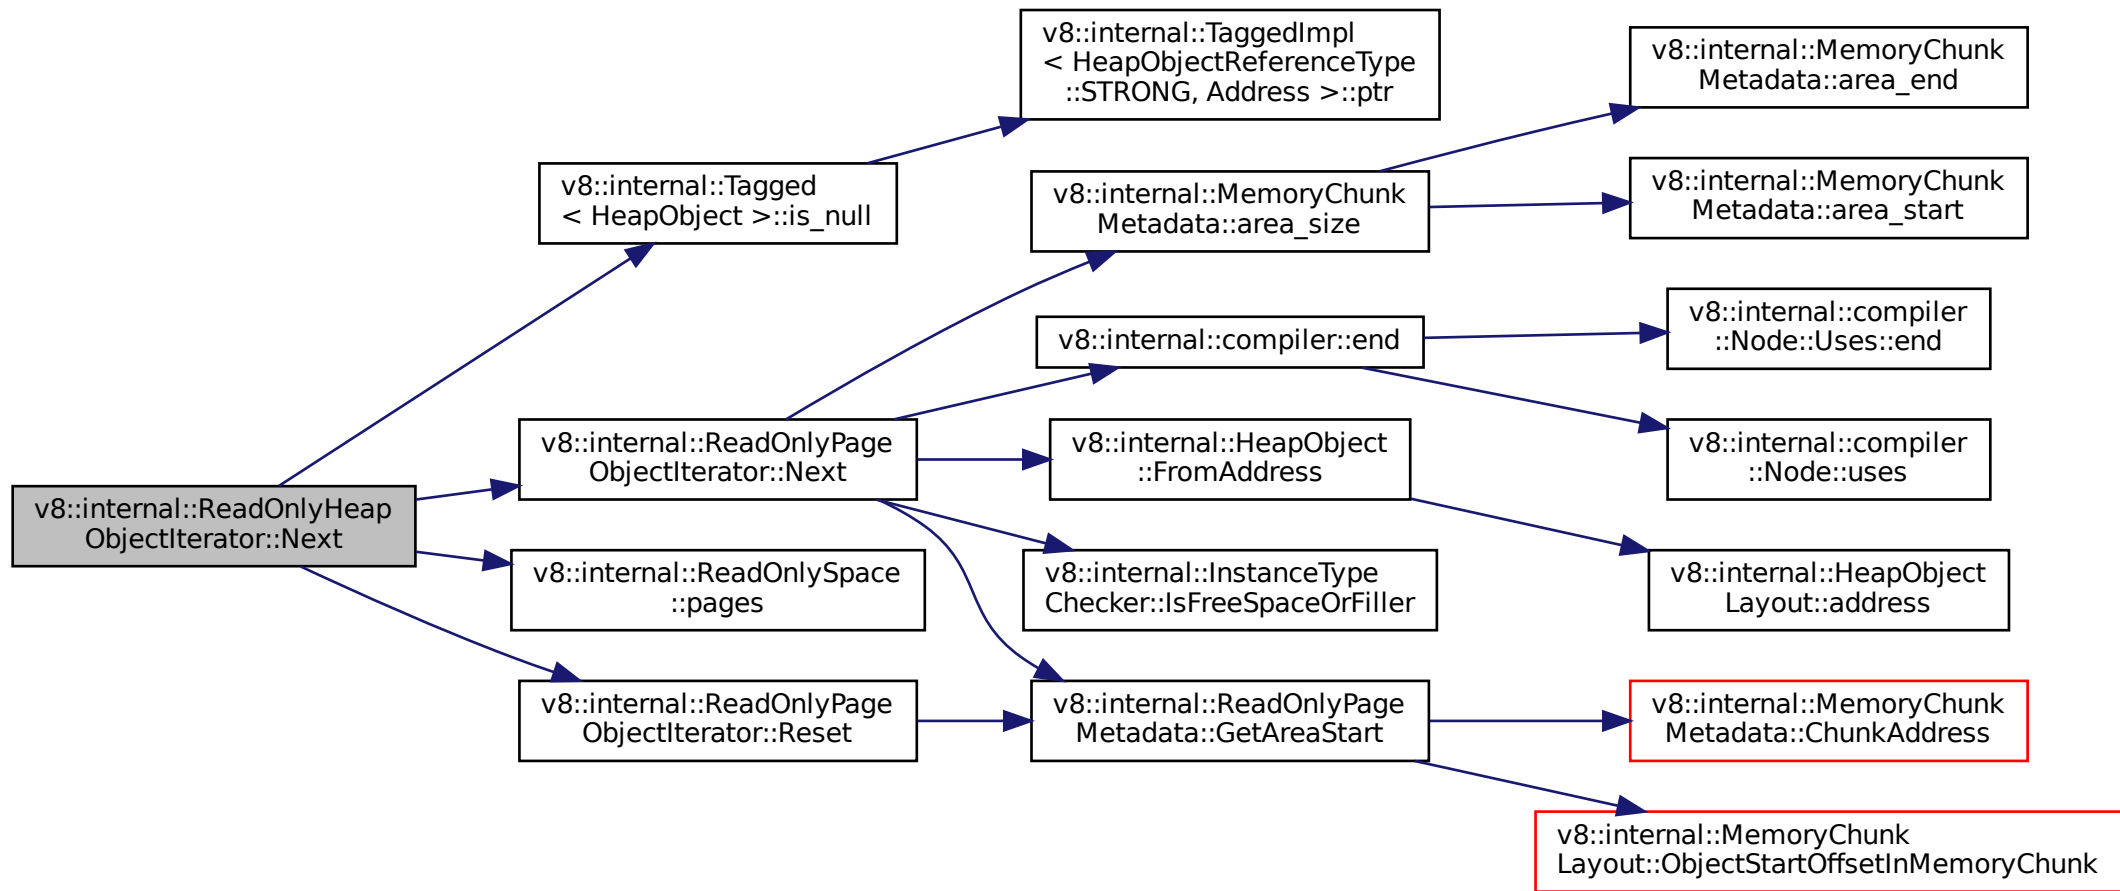 v8::internal::ReadOnlyHeap
ObjectIterator::Next
v8::internal::Tagged
< HeapObject >::is_null
v8::internal::TaggedImpl
< HeapObjectReferenceType
::STRONG, Address >::ptr
v8::internal::ReadOnlyPage
ObjectIterator::Next
v8::internal::MemoryChunk
Metadata::area_size
v8::internal::MemoryChunk
Metadata::area_end
v8::internal::MemoryChunk
Metadata::area_start
v8::internal::compiler::end
v8::internal::compiler
::Node::Uses::end
v8::internal::compiler
::Node::uses
v8::internal::HeapObject
::FromAddress
v8::internal::HeapObject
Layout::address
v8::internal::InstanceType
Checker::IsFreeSpaceOrFiller
v8::internal::ReadOnlyPage
Metadata::GetAreaStart
v8::internal::MemoryChunk
Metadata::ChunkAddress
v8::internal::MemoryChunk
Layout::ObjectStartOffsetInMemoryChunk
v8::internal::ReadOnlySpace
::pages
v8::internal::ReadOnlyPage
ObjectIterator::Reset